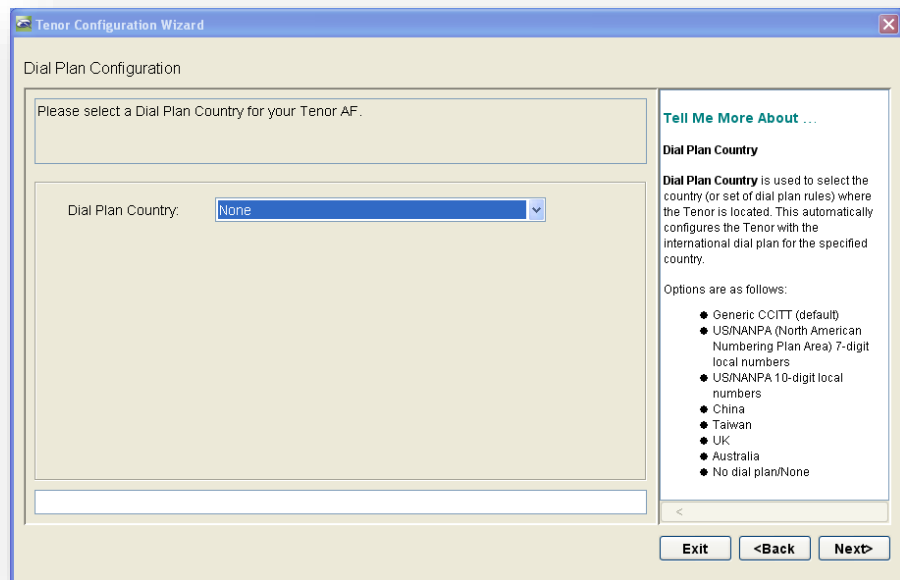 Tenor Configuration Wizard
Dial Plan Configuration
Please select a Dial Plan Country for your Tenor AF.
Dial Plan Country:
None
Tell Me More About ...
Dial Plan Country
Dial Plan Country is used to select the
country (or set of dial plan rules) where
the Tenor is located. This automatically
configures the Tenor with the
international dial plan for the specified
country.
Options are as follows:
● Generic CCITT (default)
● US/NANPA (North American
Numbering Plan Area) 7-digit
local numbers
● US/NANPA 10-digit local
numbers
● China
● Taiwan
● UK
● Australia
● No dial plan/None
<
Exit
<Back
Next>